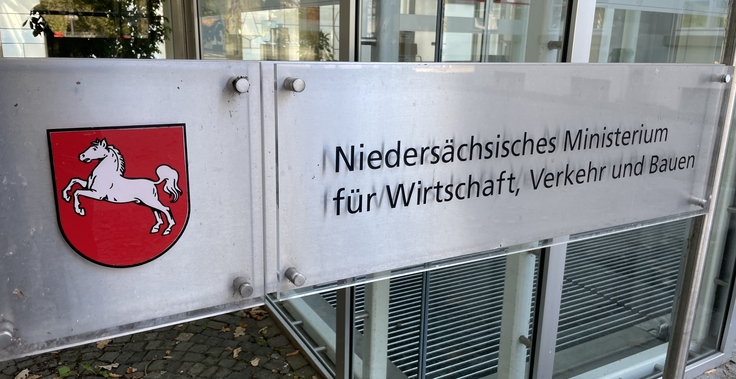 Niedersächsisches Ministerium
für Wirtschaft, Verkehr und Bauen